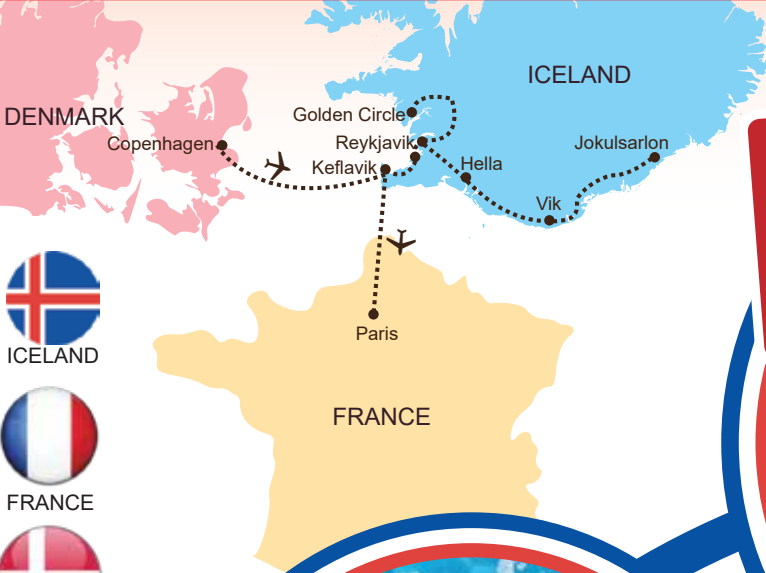 ICELAND
DENMARK
Golden Circle
Copenhagen
Reykjavik
Jokulsarlon
Keflavik
Hella
Vik
Paris
ICELAND
FRANCE
FRANCE